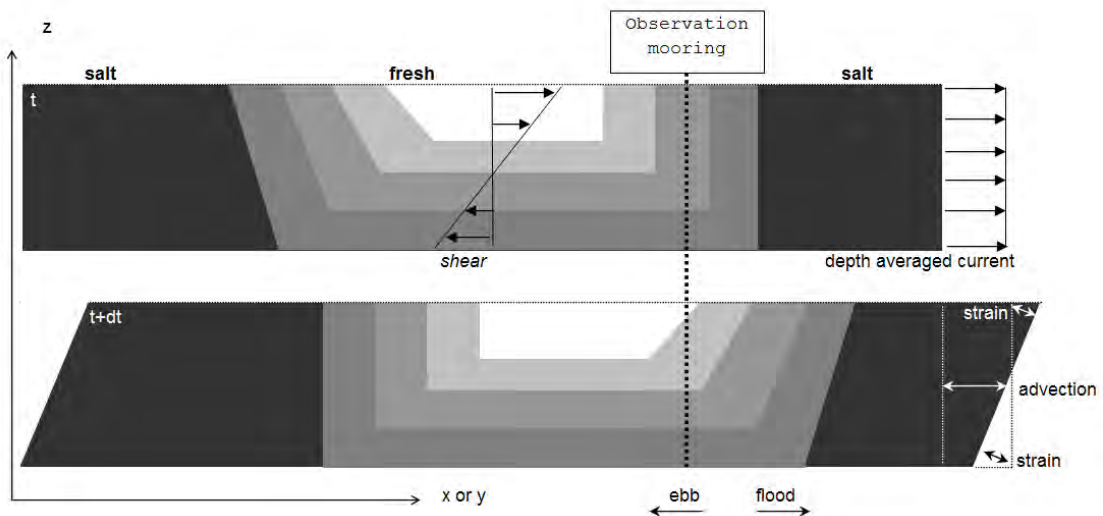 z
Observation
mooring
salt
fresh
salt
t
shear
depth averaged current
t+dt
strain
advection
strain
x or y
ebb
flood